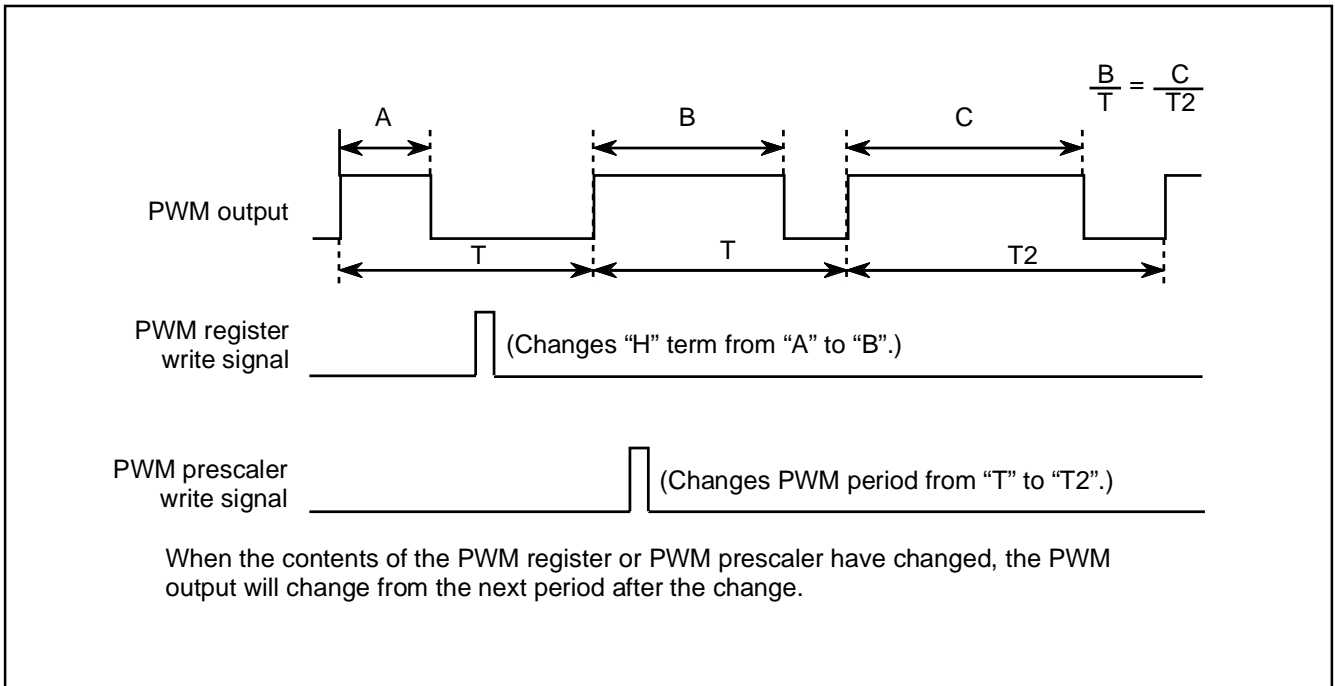 B/T = C/T2
A B C
PWM output
T T T2
PWM register
write signal
(Changes “H” term from “A” to “B”.)
PWM prescaler
write signal
(Changes PWM period from “T” to “T2”.)
When the contents of the PWM register or PWM prescaler have changed, the PWM
output will change from the next period after the change.